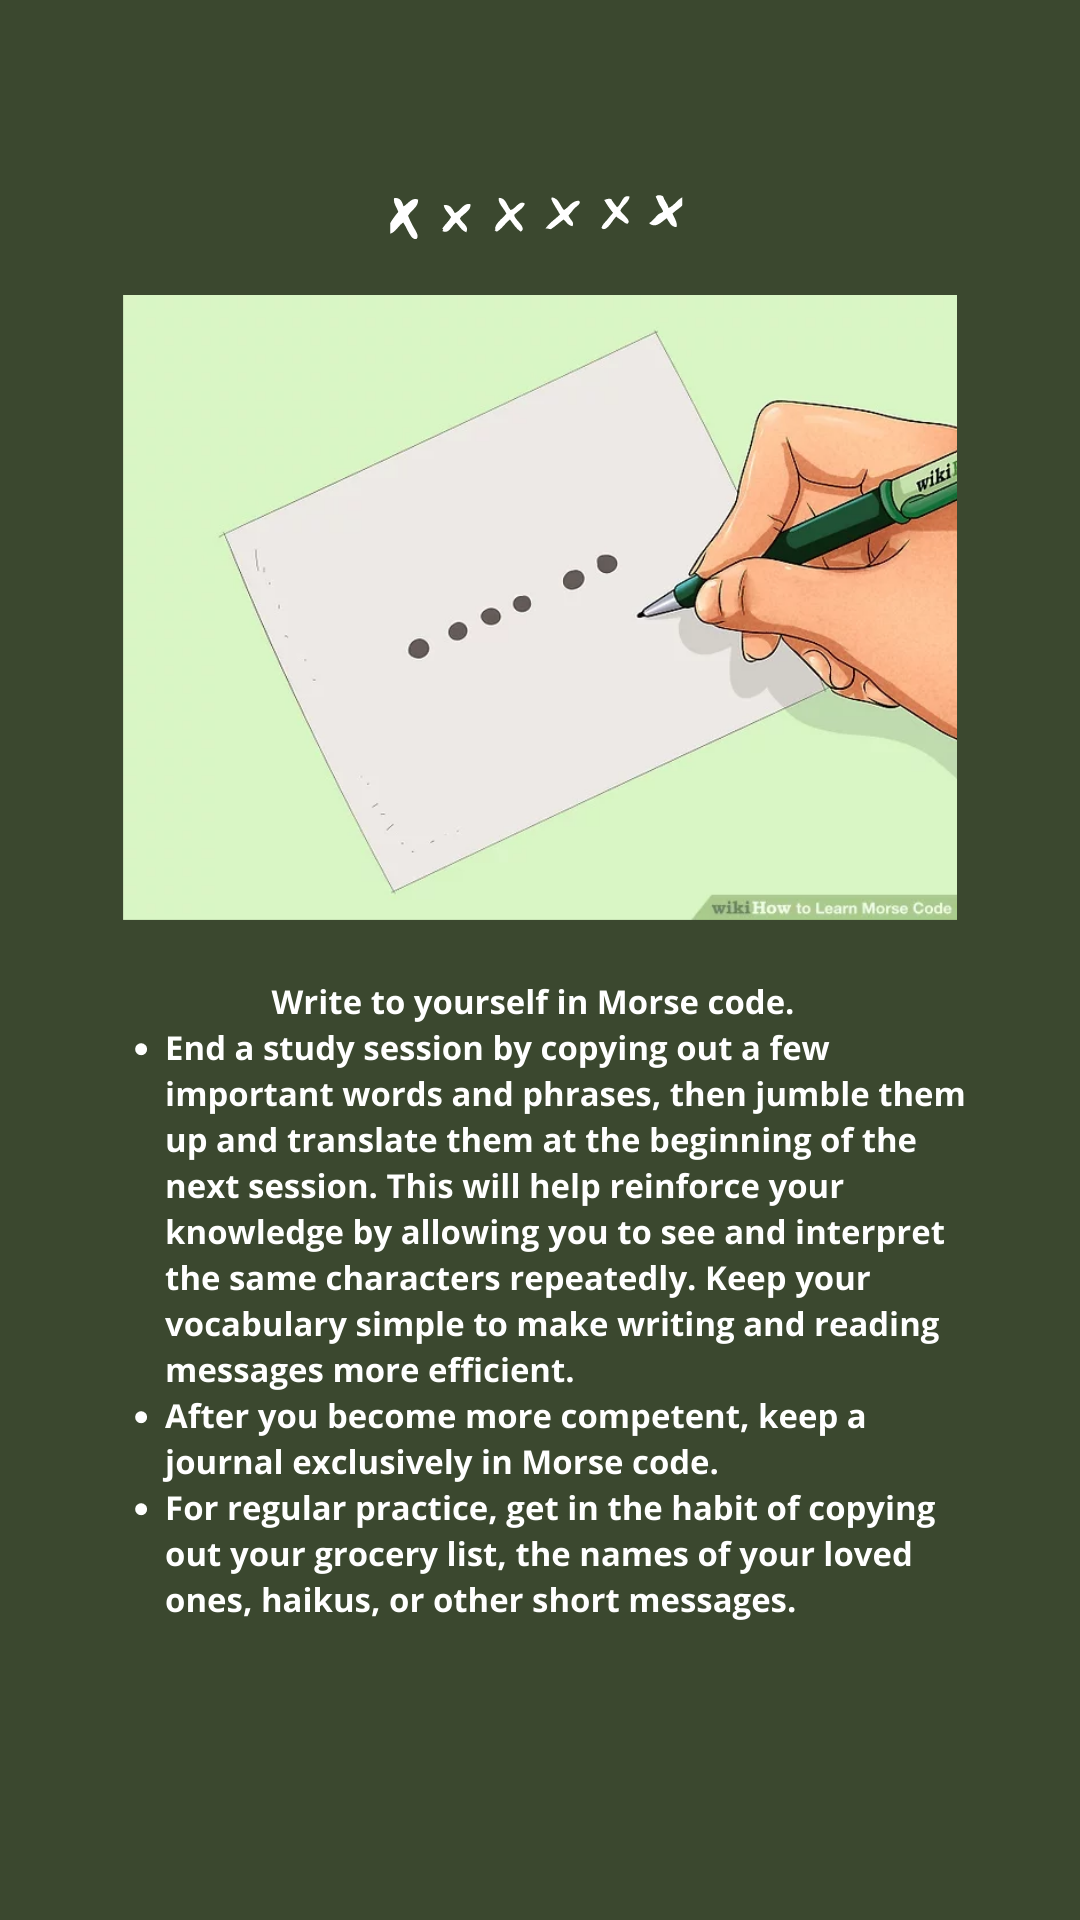 x x x x x x
wiki
wikiHow to Learn Morse Code
Write to yourself in Morse code.
• End a study session by copying out a few
important words and phrases, then jumble them
up and translate them at the beginning of the
next session. This will help reinforce your
knowledge by allowing you to see and interpret
the same characters repeatedly. Keep your
vocabulary simple to make writing and reading
messages more efficient.
• After you become more competent, keep a
journal exclusively in Morse code.
• For regular practice, get in the habit of copying
out your grocery list, the names of your loved
ones, haikus, or other short messages.